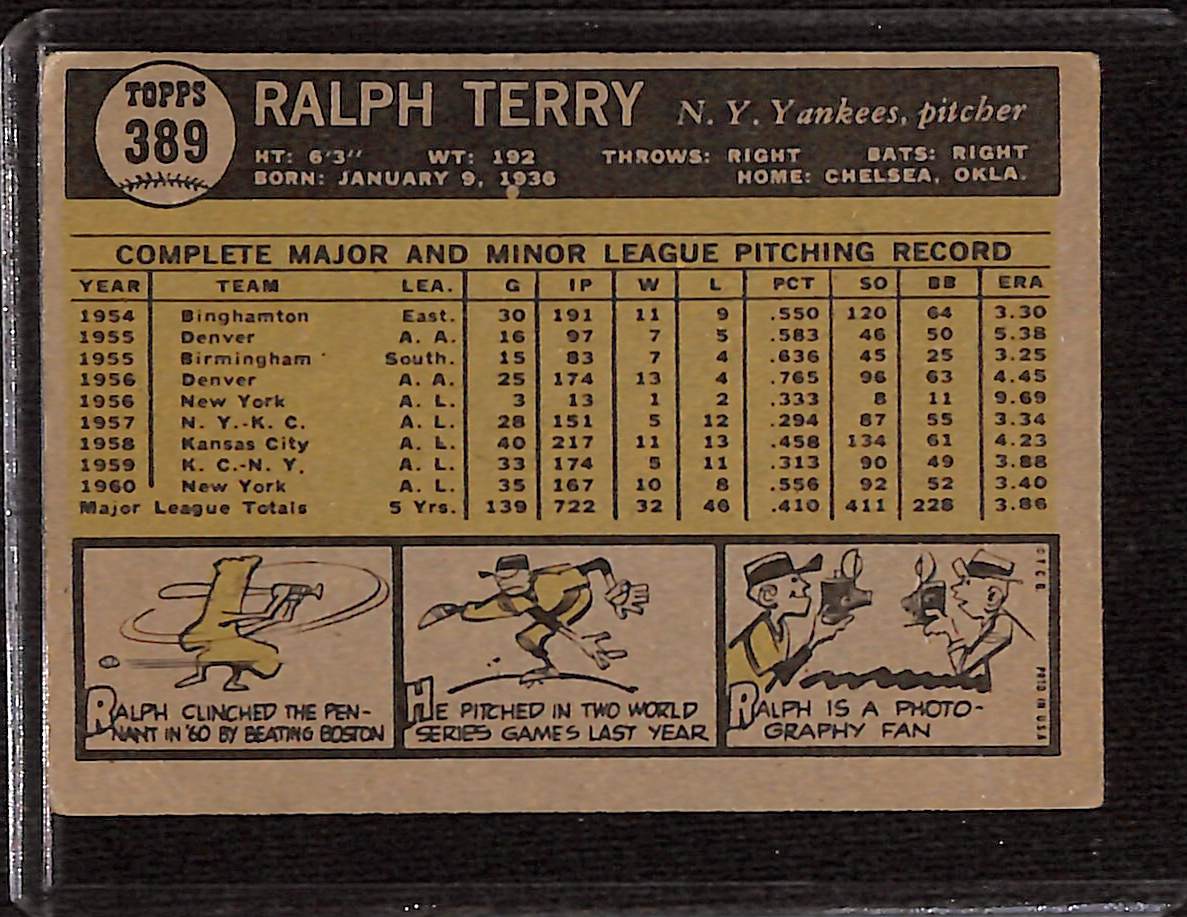 TOPPS
389
RALPH TERRY N. Y. Yankees, pitcher
HT: 6'3" WT: 192 THROWS: RIGHT BATS: RIGHT
BORN: JANUARY 9, 1936 HOME: CHELSEA, OKLA.
COMPLETE MAJOR AND MINOR LEAGUE PITCHING RECORD
YEAR TEAM LEA. G IP W L PCT SO BB ERA
1954 Binghamton East. 30 191 11 9 .550 120 64 3.30
1955 Denver A. A. 16 97 7 5 .583 46 50 5.38
1955 Birmingham South. 15 83 7 4 .636 45 25 3.25
1956 Denver A. A. 25 174 13 4 .765 96 63 4.45
1956 New York A. L. 3 13 1 2 .333 8 11 9.69
1957 N. Y.-K. C. A. L. 28 151 5 12 .294 87 55 3.34
1958 Kansas City A. L. 40 217 11 13 .458 134 61 4.23
1959 K. C.-N. Y. A. L. 33 174 5 11 .313 90 49 3.88
1960 New York A. L. 35 167 10 8 .556 92 52 3.40
Major League Totals 5 Yrs. 139 722 32 46 .410 411 228 3.86
RALPH CLINCHED THE PEN-
NANT IN '60 BY BEATING BOSTON
HE PITCHED IN TWO WORLD
SERIES GAMES LAST YEAR
RALPH IS A PHOTO-
GRAPHY FAN
© T.C.G. PRTD IN U.S.A.